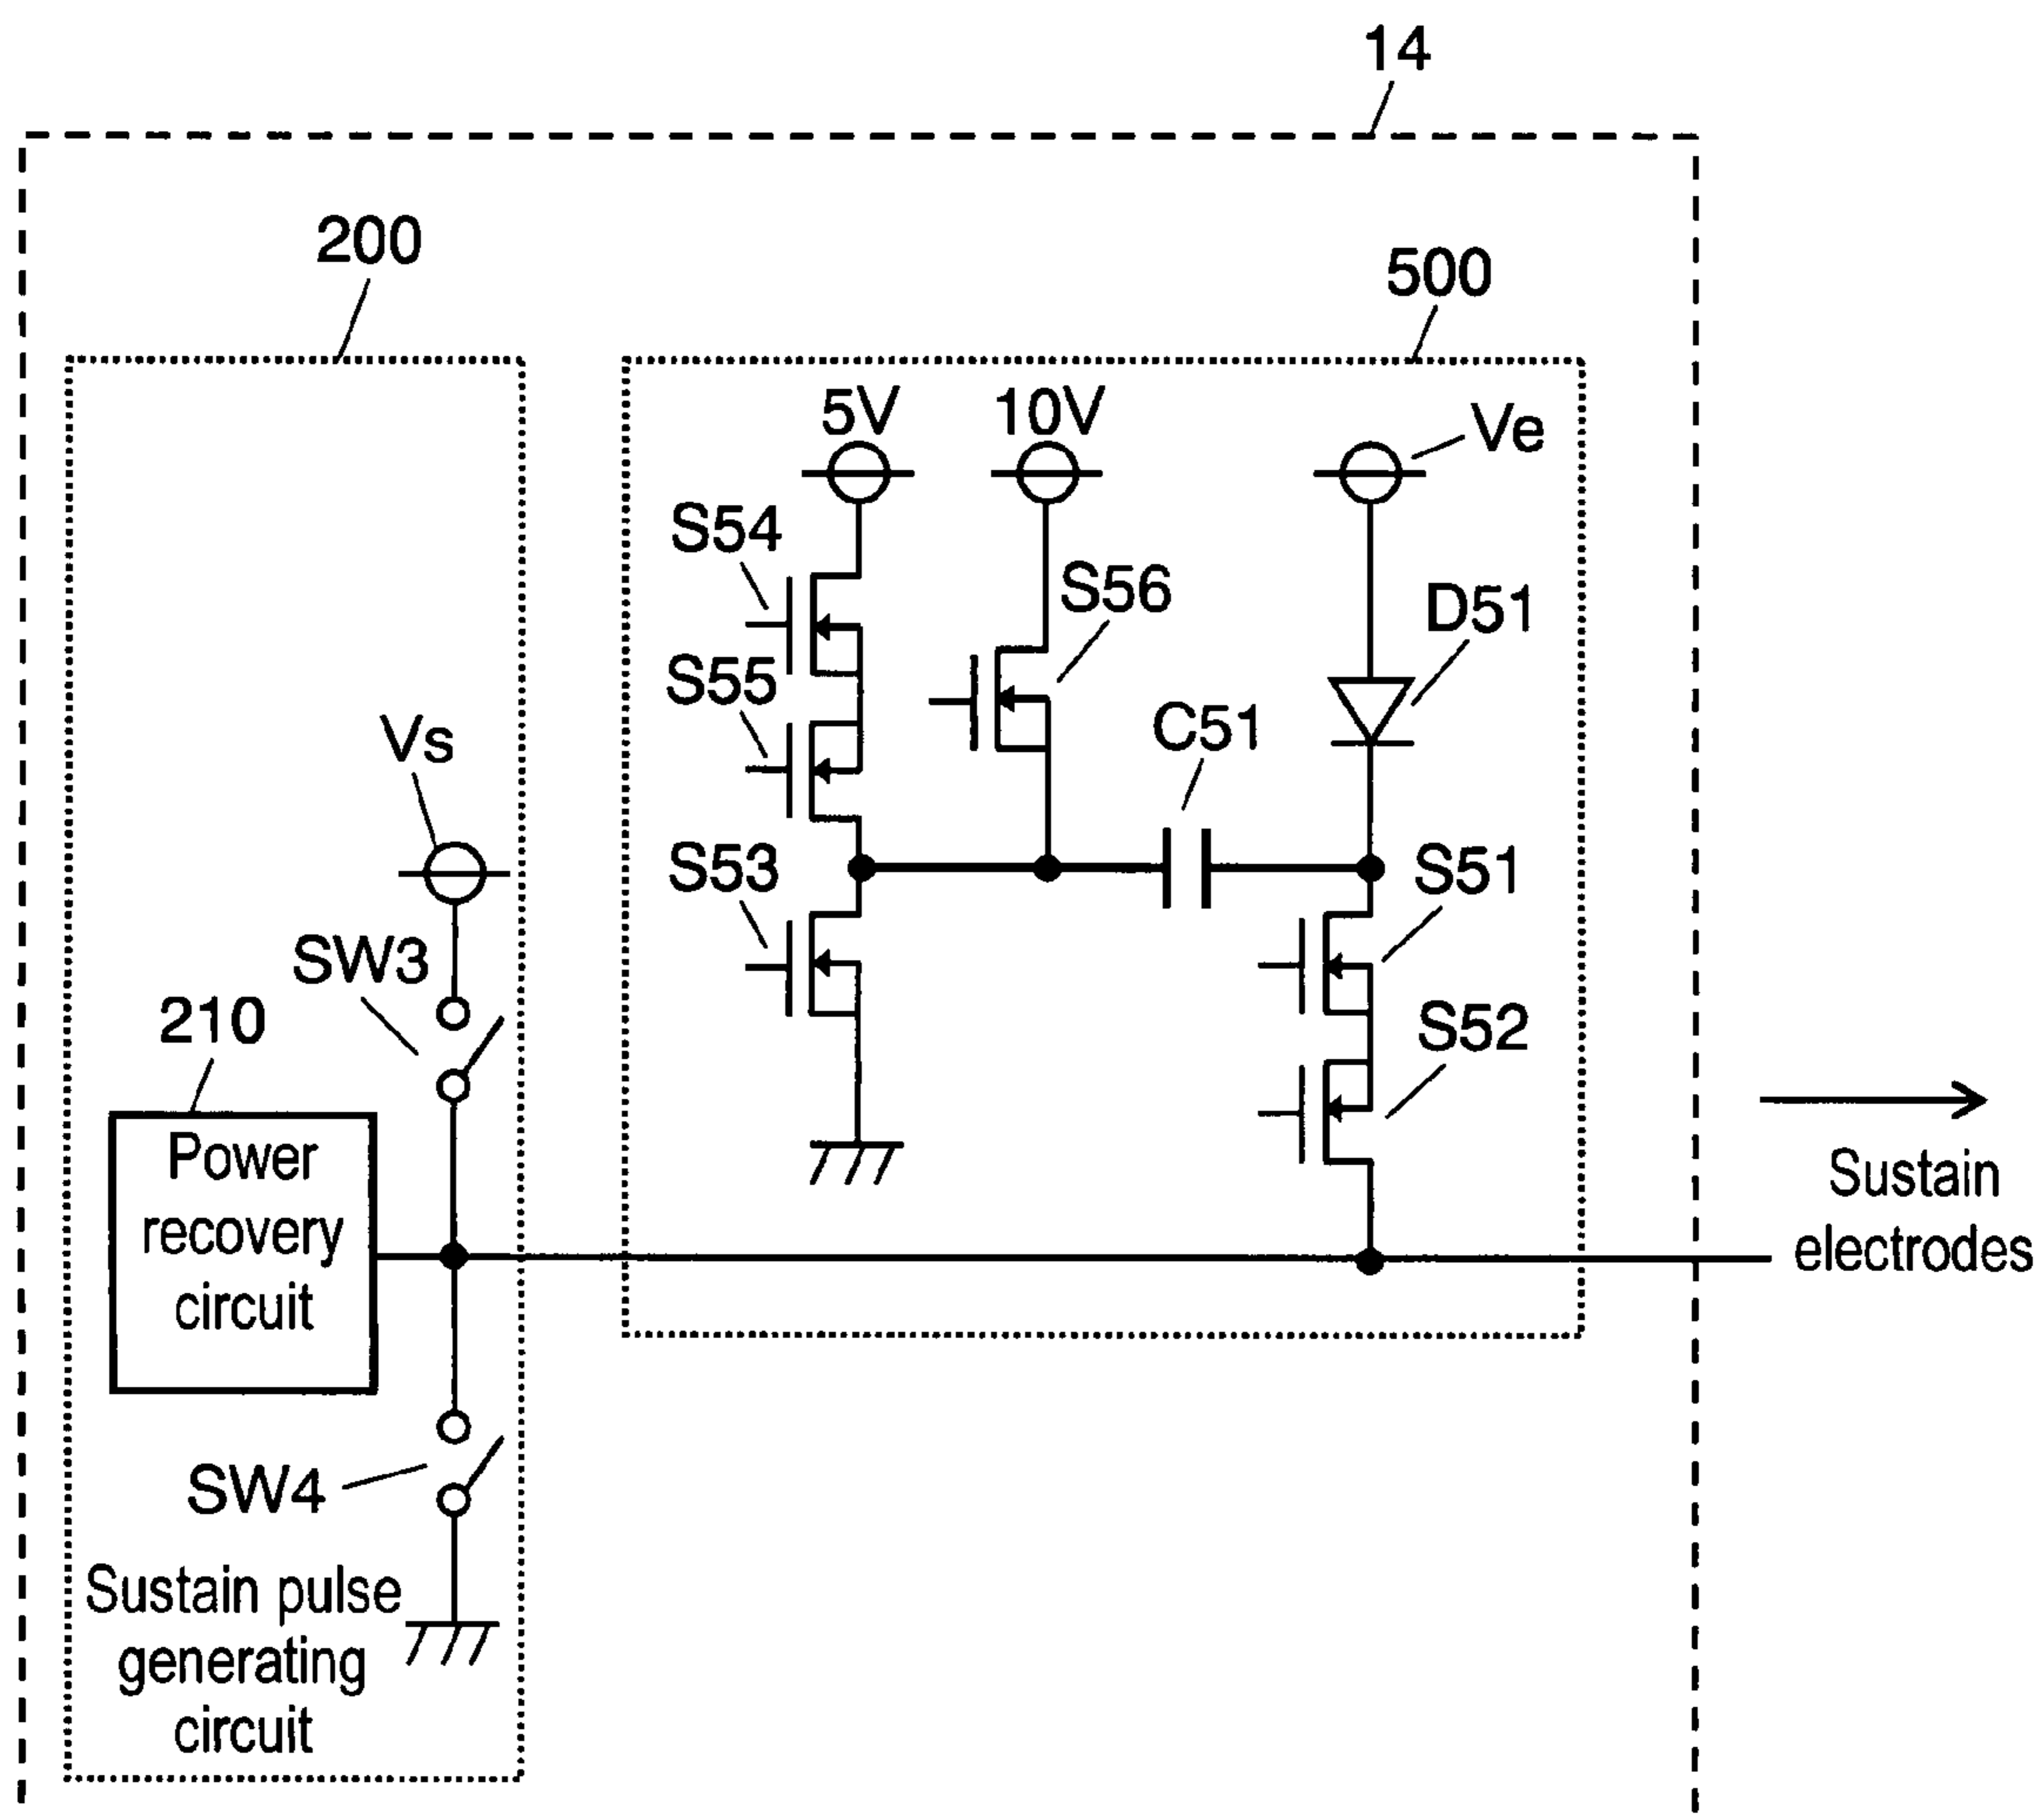 14
200
500
5V
10V
Ve
S54
S56
D51
S55
C51
Vs
S53
S51
SW3
210
S52
Power
recovery
circuit
Sustain
electrodes
SW4
Sustain pulse
generating
circuit